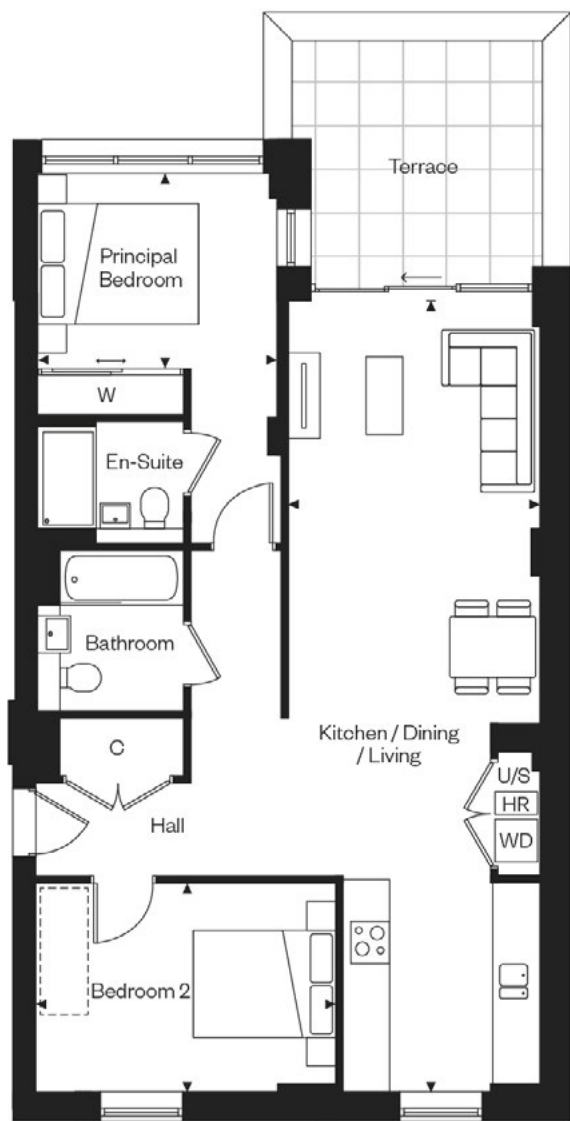 Terrace
Principal
Bedroom
W
En-Suite
Bathroom
Kitchen / Dining
/ Living
C
U/S
HR
WD
Hall
Bedroom 2